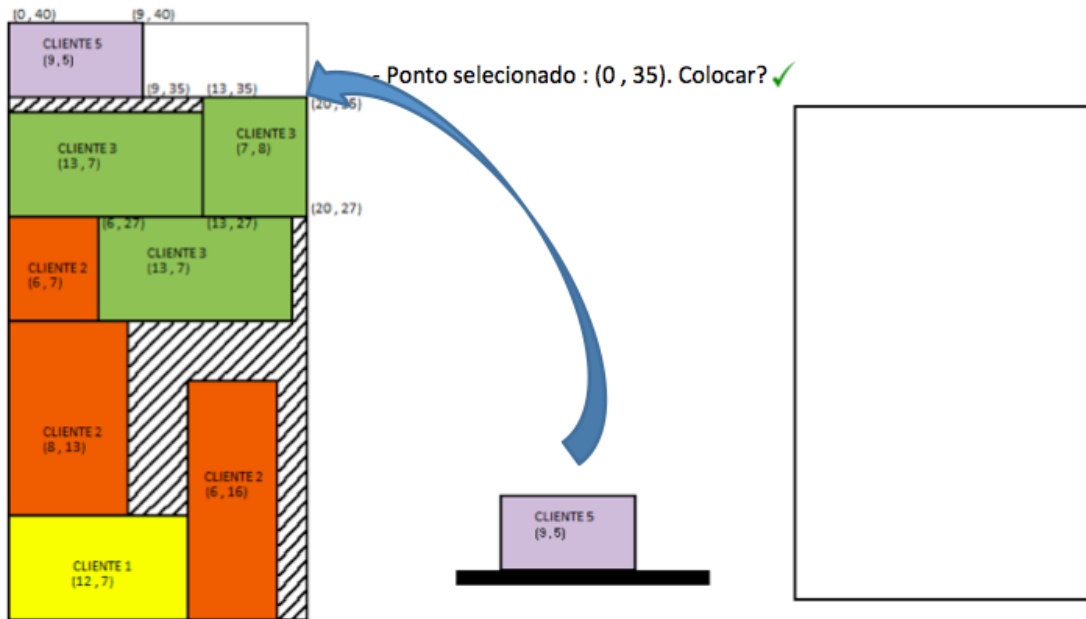 (0 , 40)
(9 , 40)
CLIENTE 5
(9,5)
- Ponto selecionado : (0 , 35). Colocar?
(9 , 35)
(13 , 35)
(20 , 35)
CLIENTE 3
(13 , 7)
CLIENTE 3
(7 , 8)
(20 , 27)
(6 , 27)
(13 , 27)
CLIENTE 2
(6 , 7)
CLIENTE 3
(13 , 7)
CLIENTE 2
(8 , 13)
CLIENTE 2
(6 , 16)
CLIENTE 5
(9,5)
CLIENTE 1
(12 , 7)